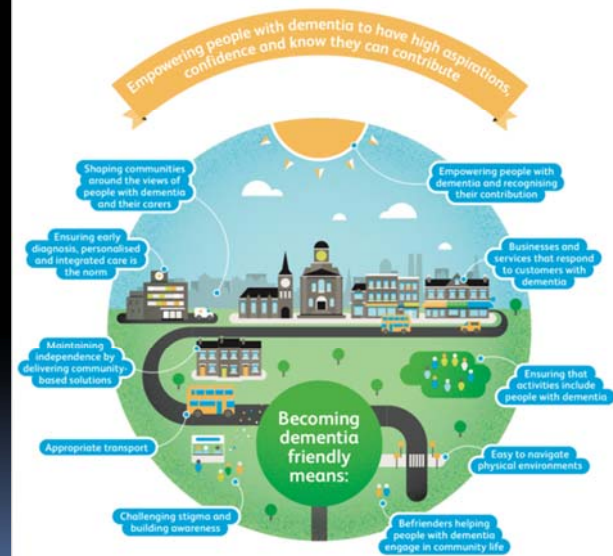 Empowering people with dementia to have high aspirations,
confidence and know they can contribute
Shaping communities
around the views of
people with dementia
and their carers
Empowering people with
dementia and recognising
their contribution
Ensuring early
diagnosis, personalised
and integrated care is
the norm
Businesses and
services that respond
to customers with
dementia
Maintaining
independence by
delivering community-
based solutions
Ensuring that
activities include
people with dementia
Becoming
dementia
friendly
means:
Appropriate transport
Easy to navigate
physical environments
Challenging stigma and
building awareness
Befrienders helping
people with dementia
engage in community life